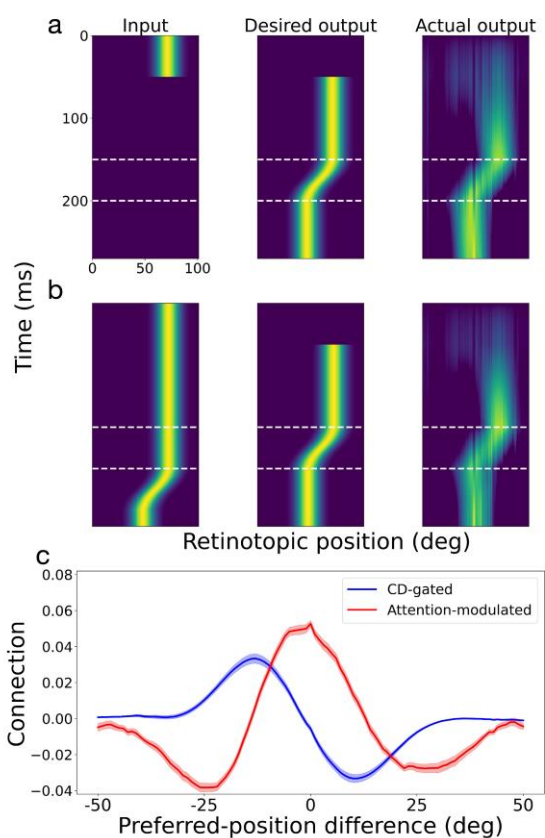 a
Input
Desired output
Actual output
0
100
200
0
50
100
Time (ms)
b
Retinotopic position (deg)
c
0.08
0.06
0.04
0.02
0.00
−0.02
−0.04
Connection
CD-gated
Attention-modulated
-50
-25
0
25
50
Preferred-position difference (deg)